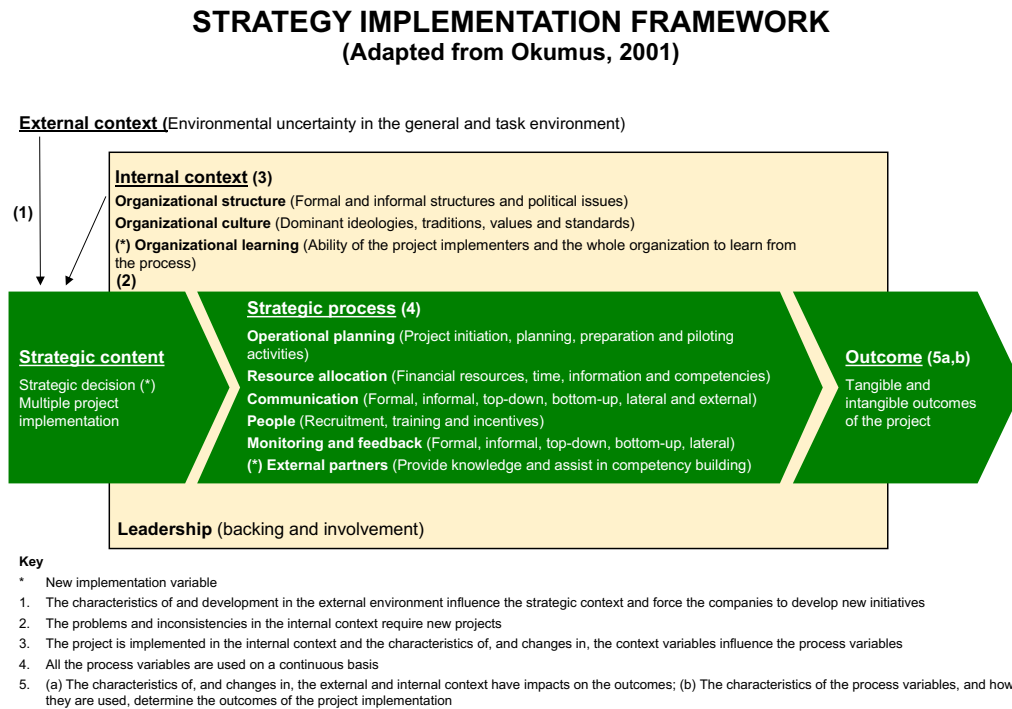 STRATEGY IMPLEMENTATION FRAMEWORK
(Adapted from Okumus, 2001)
External context (Environmental uncertainty in the general and task environment)
(1)
Internal context (3)
Organizational structure (Formal and informal structures and political issues)
Organizational culture (Dominant ideologies, traditions, values and standards)
(*) Organizational learning (Ability of the project implementers and the whole organization to learn from
the process)
(2)
Strategic content
Strategic decision (*)
Multiple project
implementation
Strategic process (4)
Operational planning (Project initiation, planning, preparation and piloting
activities)
Resource allocation (Financial resources, time, information and competencies)
Communication (Formal, informal, top-down, bottom-up, lateral and external)
People (Recruitment, training and incentives)
Monitoring and feedback (Formal, informal, top-down, bottom-up, lateral)
(*) External partners (Provide knowledge and assist in competency building)
Outcome (5a,b)
Tangible and
intangible outcomes
of the project
Leadership (backing and involvement)
Key
* New implementation variable
1. The characteristics of and development in the external environment influence the strategic context and force the companies to develop new initiatives
2. The problems and inconsistencies in the internal context require new projects
3. The project is implemented in the internal context and the characteristics of, and changes in, the context variables influence the process variables
4. All the process variables are used on a continuous basis
5. (a) The characteristics of, and changes in, the external and internal context have impacts on the outcomes; (b) The characteristics of the process variables, and how
they are used, determine the outcomes of the project implementation